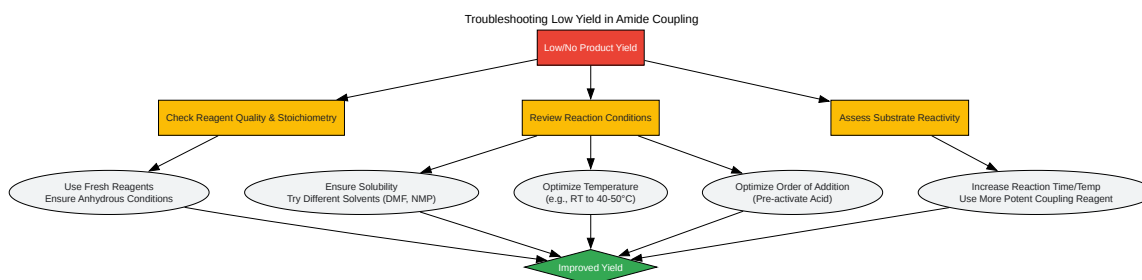 Troubleshooting Low Yield in Amide Coupling
Low/No Product Yield
Check Reagent Quality & Stoichiometry
Review Reaction Conditions
Assess Substrate Reactivity
Use Fresh Reagents
Ensure Anhydrous Conditions
Ensure Solubility
Try Different Solvents (DMF, NMP)
Optimize Temperature
(e.g., RT to 40-50°C)
Optimize Order of Addition
(Pre-activate Acid)
Increase Reaction Time/Temp
Use More Potent Coupling Reagent
Improved Yield